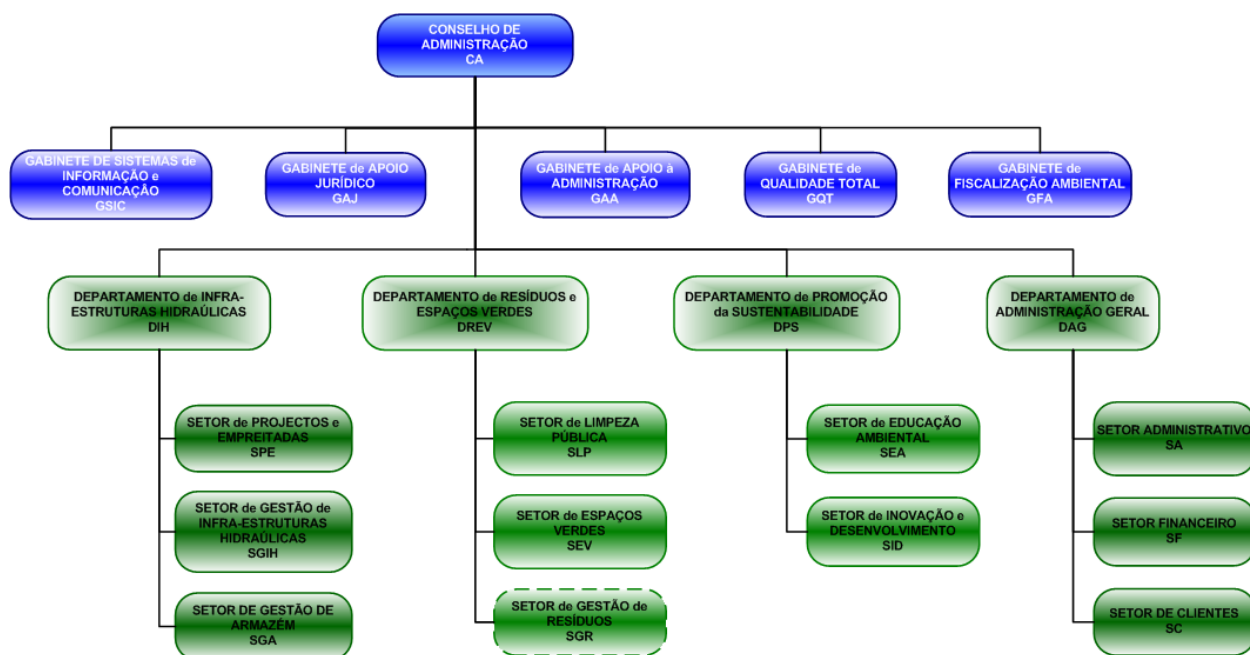 CONSELHO DE
ADMINISTRAÇÃO
CA
GABINETE DE SISTEMAS de
INFORMAÇÃO e
COMUNICAÇÃO
GSIC
GABINETE de APOIO
JURÍDICO
GAJ
GABINETE de APOIO à
ADMINISTRAÇÃO
GAA
GABINETE de
QUALIDADE TOTAL
GQT
GABINETE de
FISCALIZAÇÃO AMBIENTAL
GFA
DEPARTAMENTO de INFRA-
ESTRUTURAS HIDRAÚLICAS
DIH
DEPARTAMENTO de RESÍDUOS e
ESPAÇOS VERDES
DREV
DEPARTAMENTO de PROMOÇÃO
da SUSTENTABILIDADE
DPS
DEPARTAMENTO de
ADMINISTRAÇÃO GERAL
DAG
SETOR de PROJECTOS e
EMPREITADAS
SPE
SETOR de GESTÃO de
INFRA-ESTRUTURAS
HIDRAÚLICAS
SGIH
SETOR DE GESTÃO DE
ARMAZÉM
SGA
SETOR de LIMPEZA
PÚBLICA
SLP
SETOR de ESPAÇOS
VERDES
SEV
SETOR de GESTÃO de
RESÍDUOS
SGR
SETOR de EDUCAÇÃO
AMBIENTAL
SEA
SETOR de INOVAÇÃO e
DESENVOLVIMENTO
SID
SETOR ADMINISTRATIVO
SA
SETOR FINANCEIRO
SF
SETOR DE CLIENTES
SC